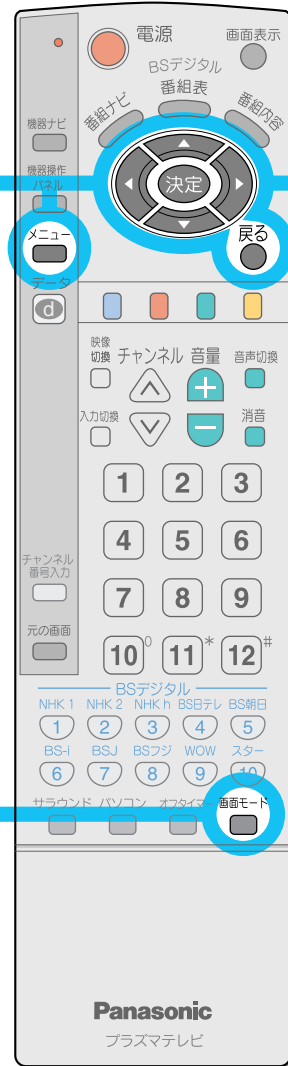 電源
画面表示
BSデジタル
番組ナビ 番組表 番組内容
機器ナビ
機器操作
パネル
決定
メニュー
戻る
データ
d
映像
切換 チャンネル 音量 音声切換
入力切換
消音
1 2 3
4 5 6
チャンネル
番号入力
7 8 9
元の画面
10 0 11 * 12 #
BSデジタル
NHK 1 NHK 2 NHK h BS日テレ BS朝日
1 2 3 4 5
BS-i BSJ BSフジ WOW スター
6 7 8 9 10
サラウンド パソコン オフタイマー 画面モード
Panasonic
プラズマテレビ